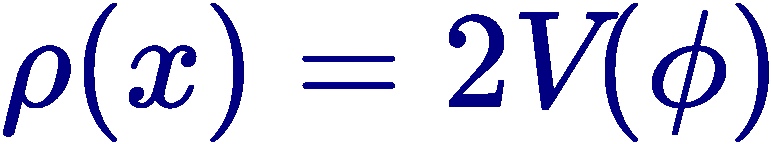 ρ(x) = 2V(ϕ)